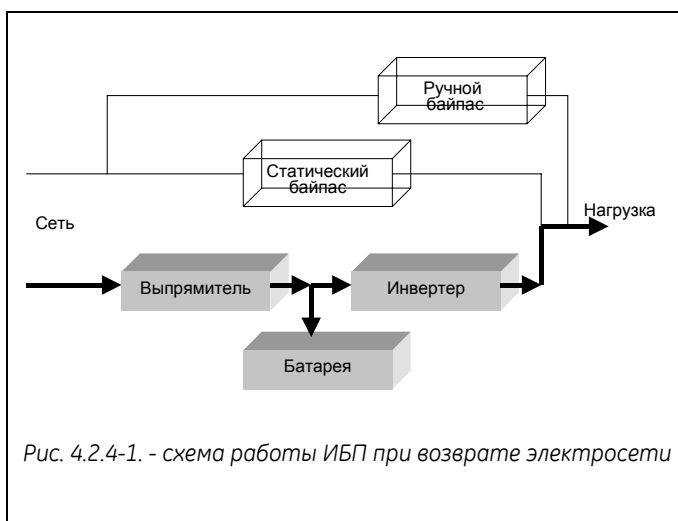 Ручной
байпас
Статический
байпас
Сеть
Нагрузка
Выпрямитель
Инвертер
Батарея
Рис. 4.2.4-1. - схема работы ИБП при возврате электросети